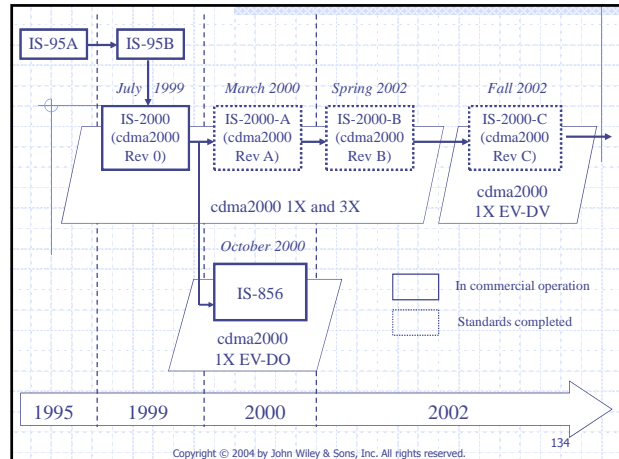 IS-95A
IS-95B
July 1999
March 2000
Spring 2002
Fall 2002
IS-2000
(cdma2000
Rev 0)
IS-2000-A
(cdma2000
Rev A)
IS-2000-B
(cdma2000
Rev B)
IS-2000-C
(cdma2000
Rev C)
cdma2000 1X and 3X
cdma2000
1X EV-DV
October 2000
IS-856
cdma2000
1X EV-DO
In commercial operation
Standards completed
1995
1999
2000
2002
134
Copyright © 2004 by John Wiley & Sons, Inc. All rights reserved.